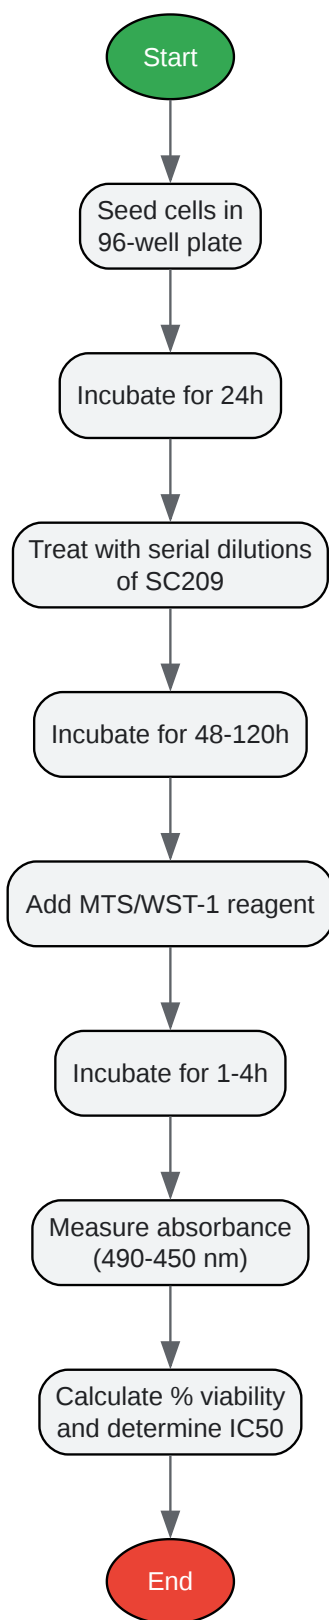 Start
Seed cells in
96-well plate
Incubate for 24h
Treat with serial dilutions
of SC209
Incubate for 48-120h
Add MTS/WST-1 reagent
Incubate for 1-4h
Measure absorbance
(490-450 nm)
Calculate % viability
and determine IC50
End